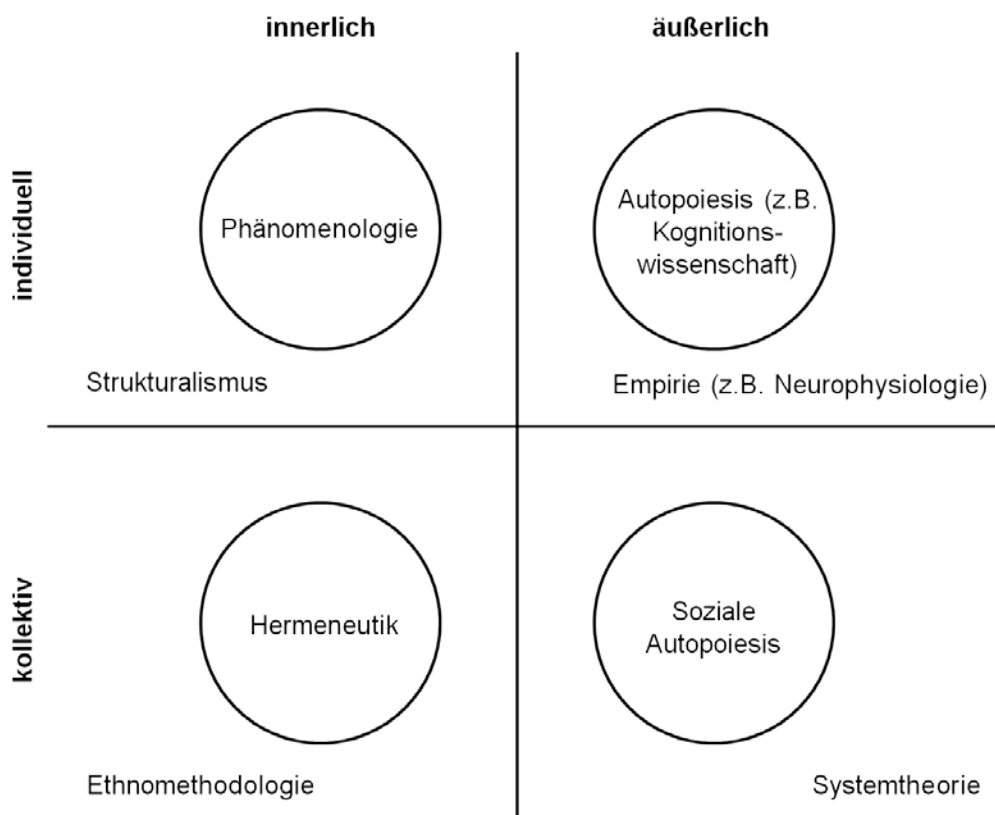 innerlich
äußerlich
individuell
Phänomenologie
Autopoiesis (z.B.
Kognitions-
wissenschaft)
Strukturalismus
Empirie (z.B. Neurophysiologie)
kollektiv
Hermeneutik
Soziale
Autopoiesis
Ethnomethodologie
Systemtheorie